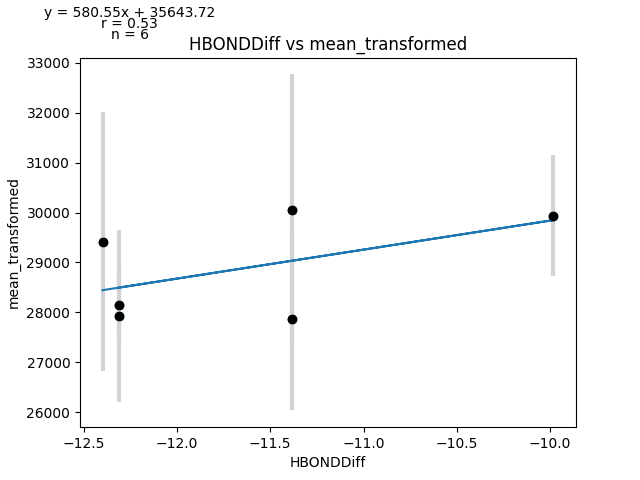 y = 580.55x + 35643.72
r = 0.53
n = 6
HBONDDiff vs mean_transformed
33000
32000
31000
30000
29000
28000
27000
26000
mean_transformed
−12.5
−12.0
−11.5
−11.0
−10.5
−10.0
HBONDDiff